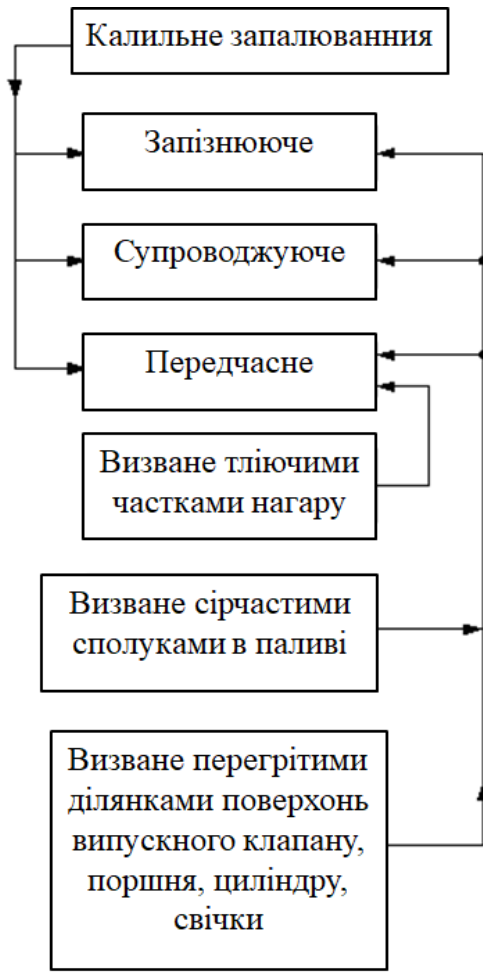 Калильне запалюванния
Запізнююче
Супроводжуюче
Передчасне
Визване тліючими
частками нагару
Визване сірчастими
сполуками в паливі
Визване перегрітими
ділянками поверхонь
випускного клапану,
поршня, циліндру,
свічки